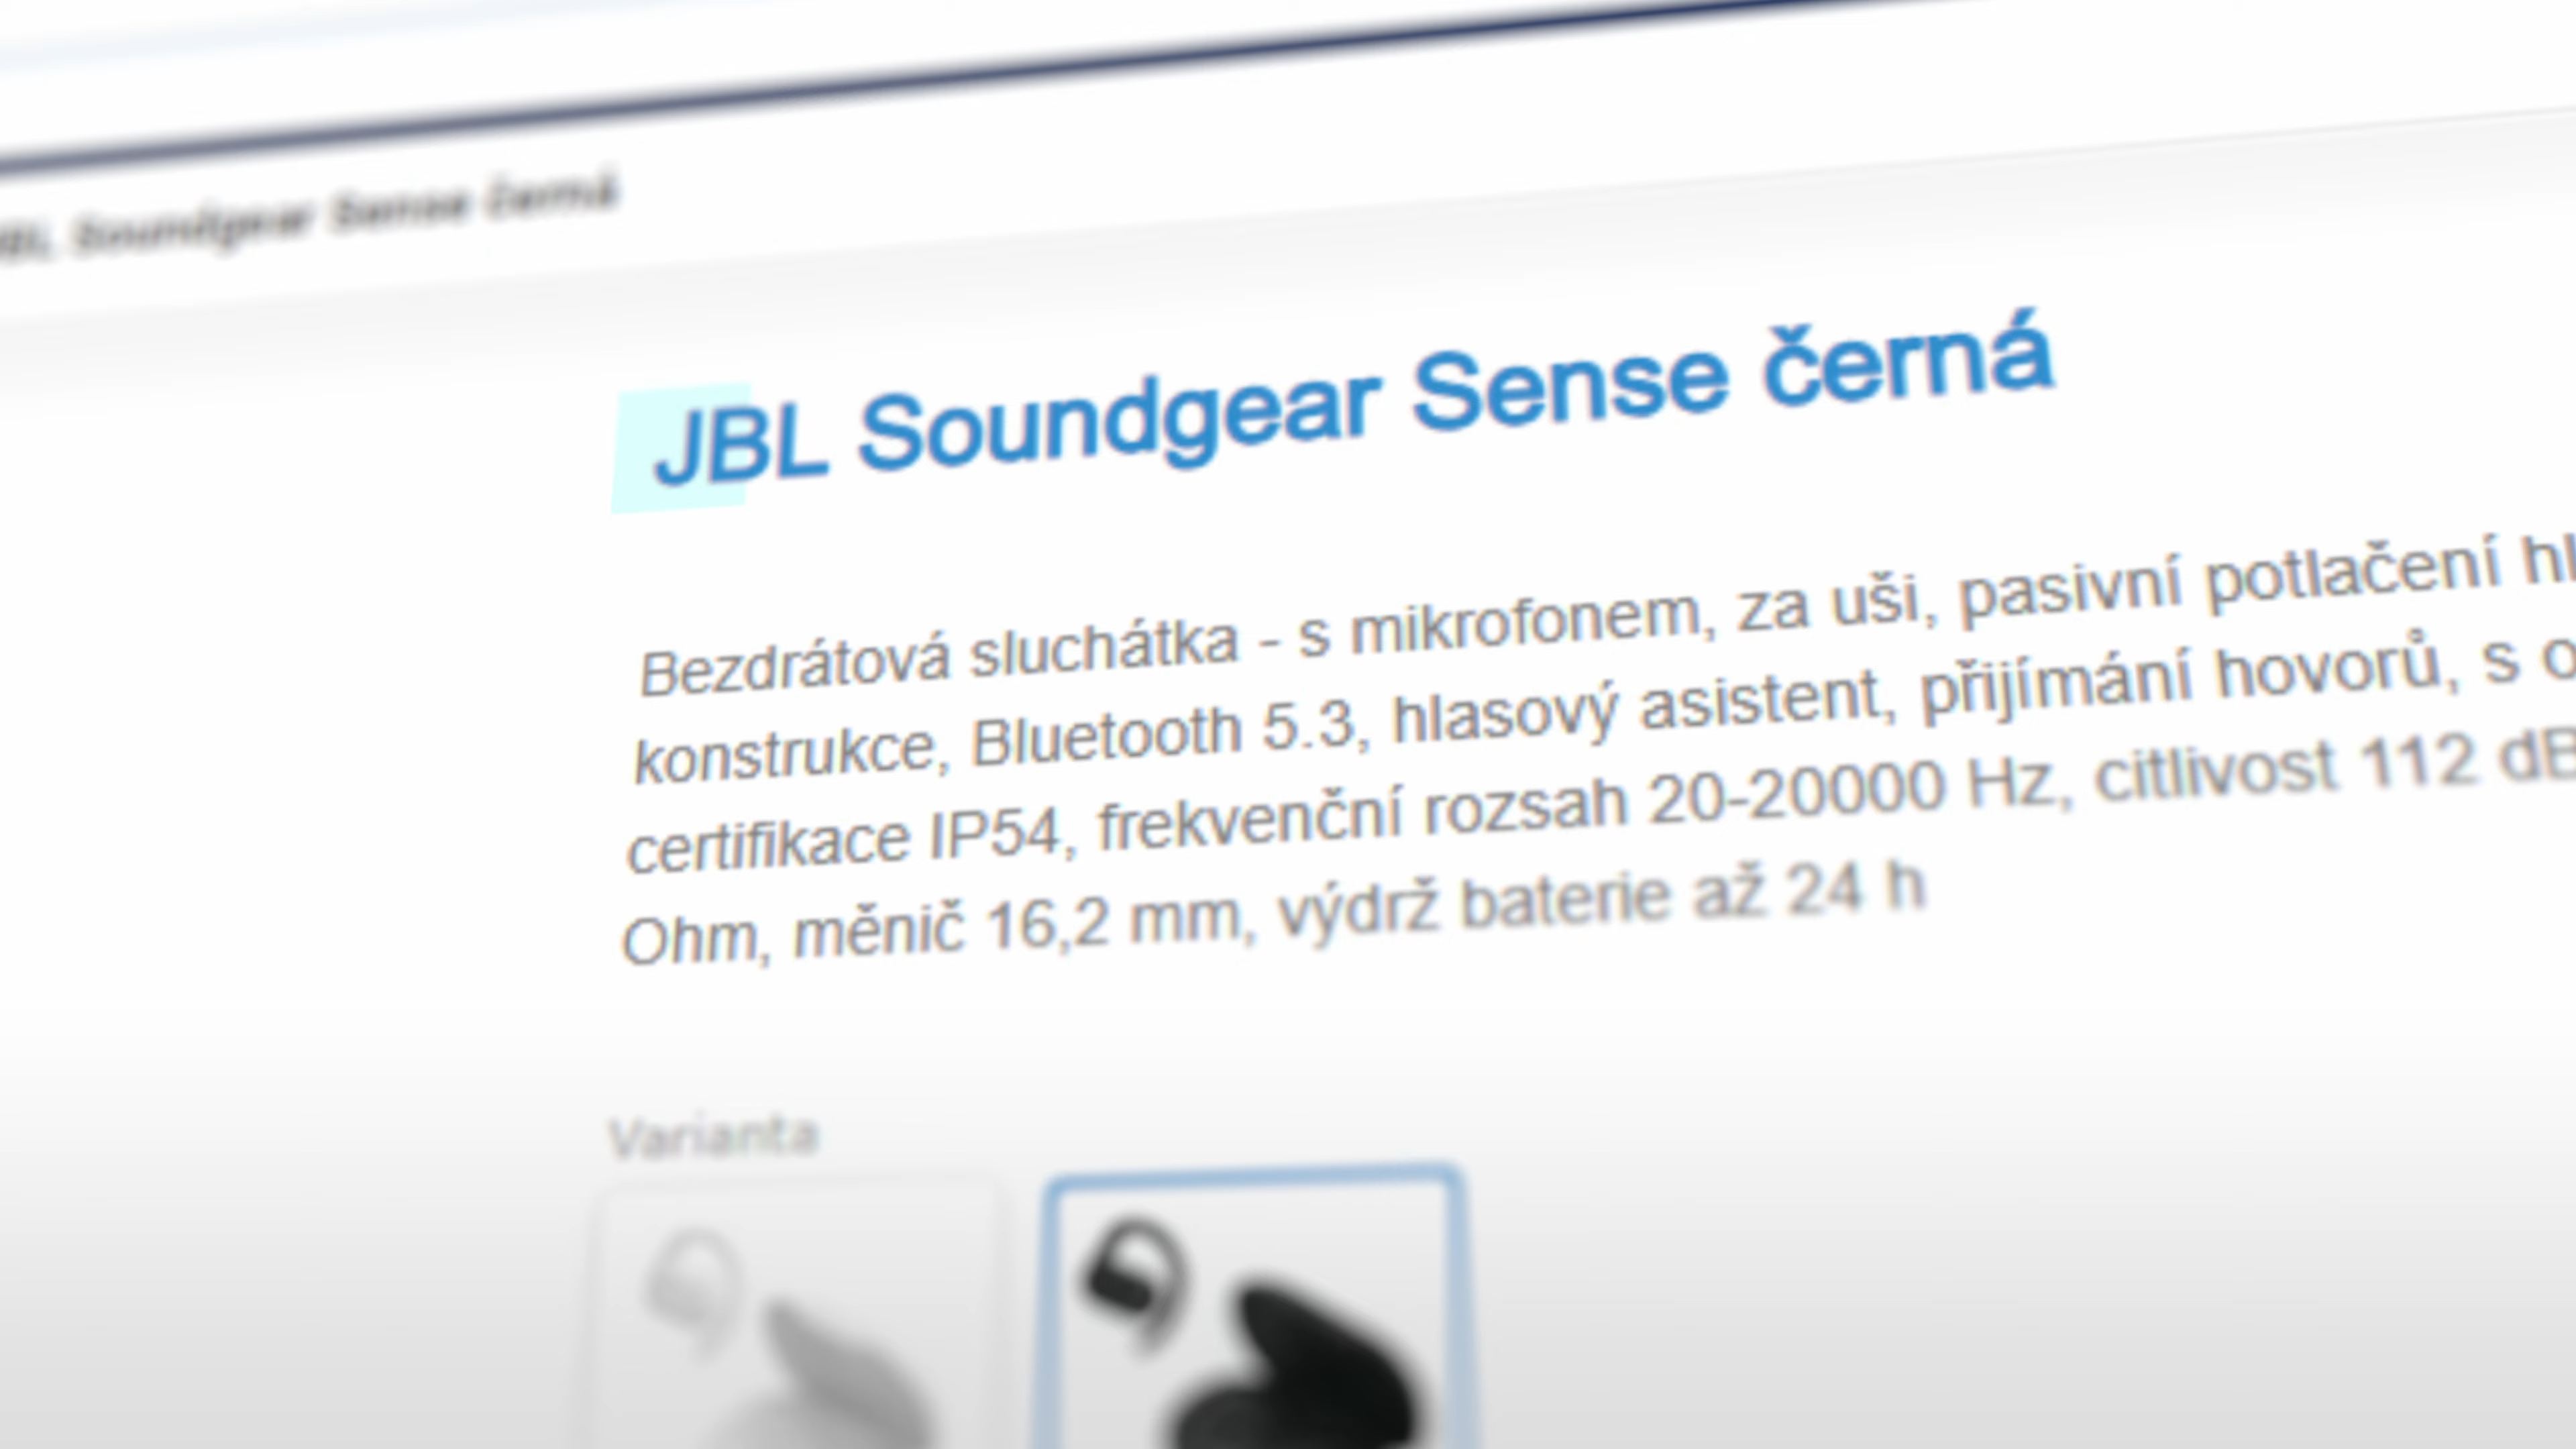 JBL Soundgear Sense černá
JBL Soundgear Sense černá
Bezdrátová sluchátka - s mikrofonem, za uši, pasivní potlačení
konstrukce, Bluetooth 5.3, hlasový asistent, přijímání hovorů, s
certifikace IP54, frekvenční rozsah 20-20000 Hz, citlivost 112 dB
Ohm, měnič 16,2 mm, výdrž baterie až 24 h
Varianta